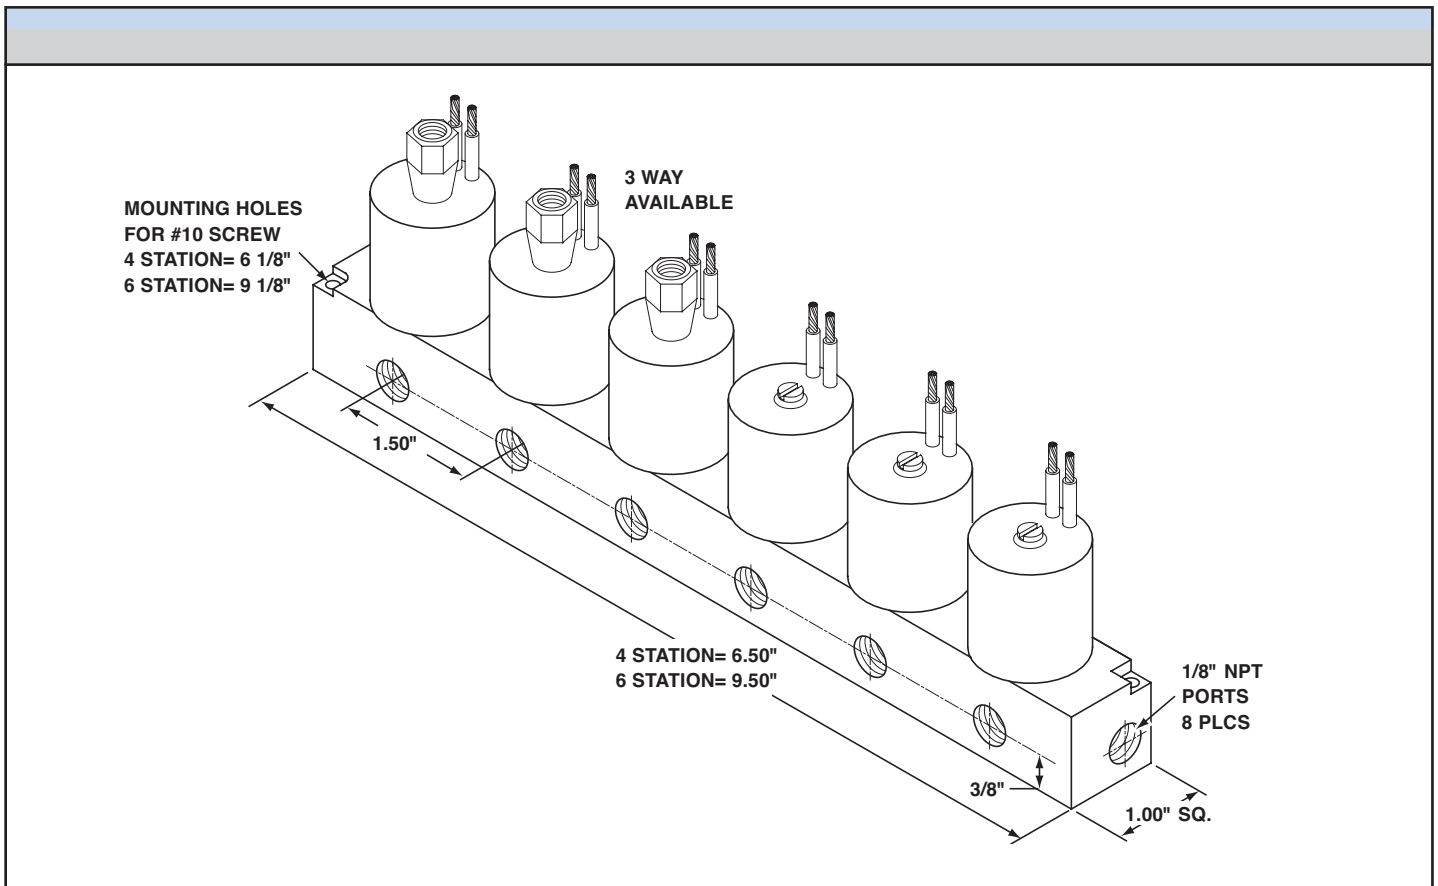 3 WAY
AVAILABLE
MOUNTING HOLES
FOR #10 SCREW
4 STATION= 6 1/8"
6 STATION= 9 1/8"
1.50"
4 STATION= 6.50"
6 STATION= 9.50"
1/8" NPT
PORTS
8 PLCS
3/8"
1.00" SQ.